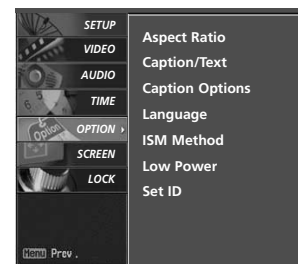 SETUP
VIDEO
AUDIO
TIME
OPTION
SCREEN
LOCK
Menu Prev.
Aspect Ratio
Caption/Text
Caption Options
Language
ISM Method
Low Power
Set ID